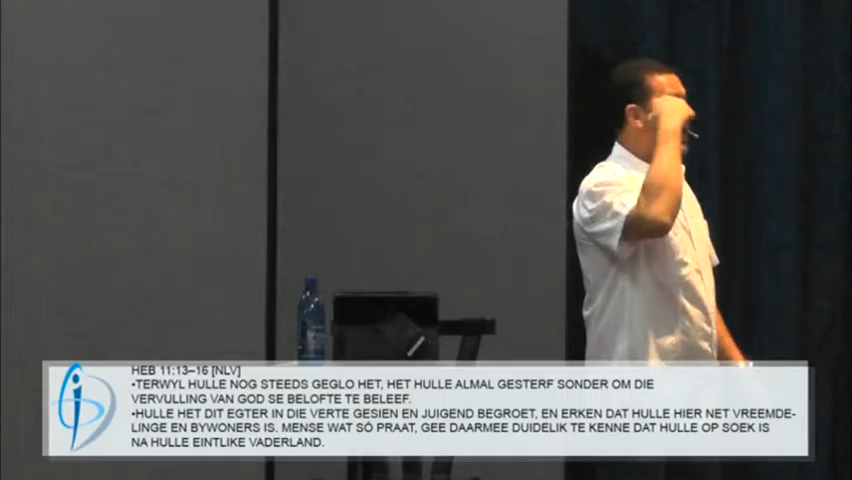 HEB 11:13–16 [NLV]
•TERWYL HULLE NOG STEEDS GEGLO HET, HET HULLE ALMAL GESTERF SONDER OM DIE
VERVULLING VAN GOD SE BELOFTE TE BELEEF.
•HULLE HET DIT EGTER IN DIE VERTE GESIEN EN JUIGEND BEGROET, EN ERKEN DAT HULLE HIER NET VREEMDE-
LINGE EN BYWONERS IS. MENSE WAT SÓ PRAAT, GEE DAARMEE DUIDELIK TE KENNE DAT HULLE OP SOEK IS
NA HULLE EINTLIKE VADERLAND.